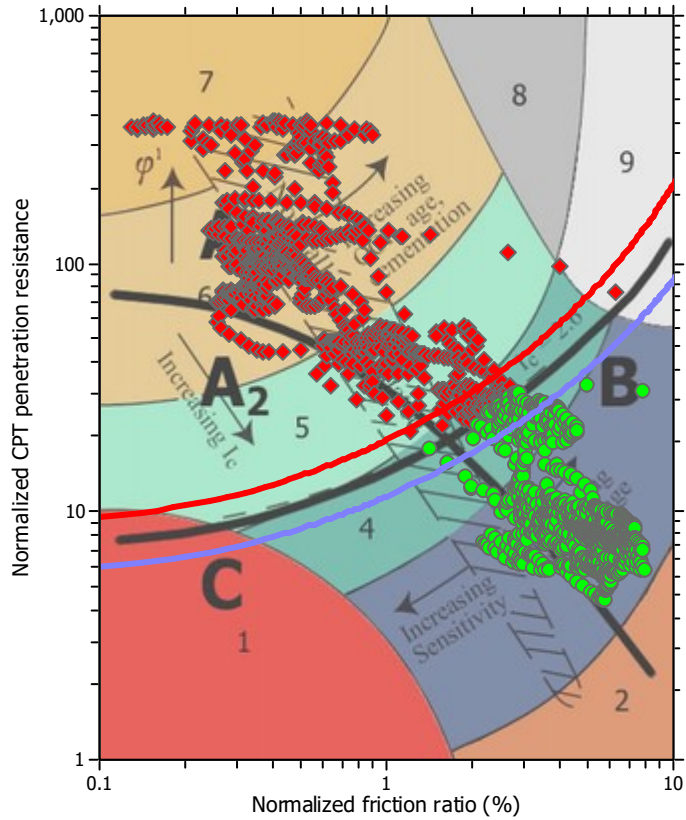 1,000
7
8
9
φ¹
Increasing
age,
cementation
100
6
A₂
Increasing Ic
B
5
Normalized CPT penetration resistance
10
4
C
Increasing
Sensitivity
1
2
1
0.1
1
10
Normalized friction ratio (%)